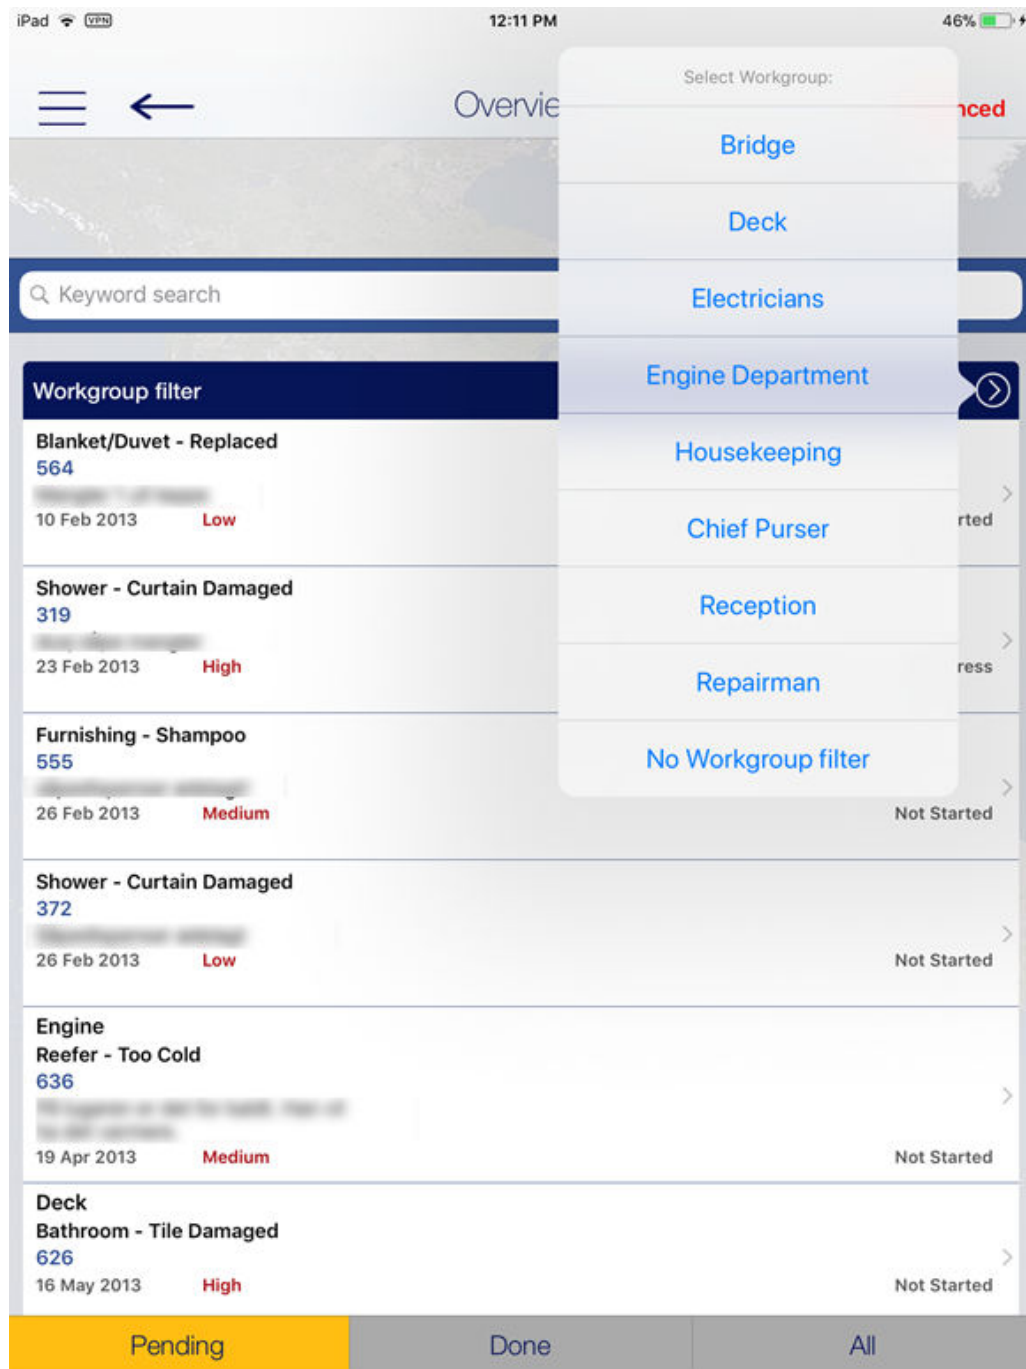 iPad VPN 12:11 PM 46%
Select Workgroup:
Overvie nced
Bridge
Deck
Keyword search
Electricians
Workgroup filter
Engine Department
Blanket/Duvet - Replaced
564
Housekeeping
10 Feb 2013 Low rted
Chief Purser
Shower - Curtain Damaged
319
Reception
23 Feb 2013 High ress
Repairman
Furnishing - Shampoo
555
No Workgroup filter
26 Feb 2013 Medium Not Started
Shower - Curtain Damaged
372
26 Feb 2013 Low Not Started
Engine
Reefer - Too Cold
636
19 Apr 2013 Medium Not Started
Deck
Bathroom - Tile Damaged
626
16 May 2013 High Not Started
Pending Done All